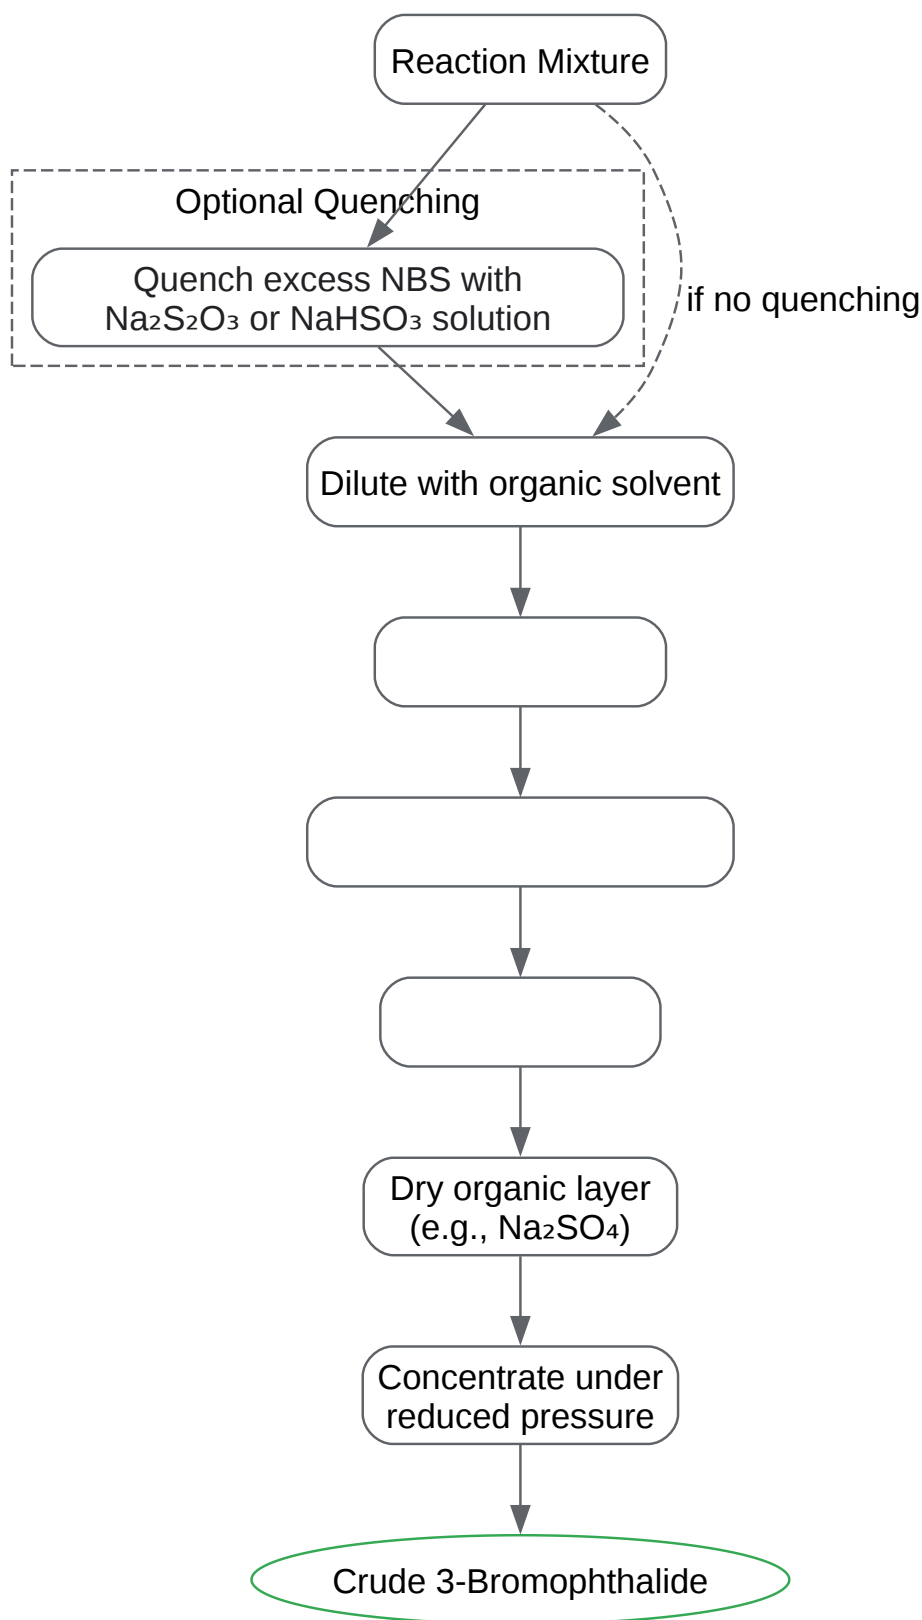 Reaction Mixture
Optional Quenching
Quench excess NBS with
Na₂S₂O₃ or NaHSO₃ solution
if no quenching
Dilute with organic solvent
Dry organic layer
(e.g., Na₂SO₄)
Concentrate under
reduced pressure
Crude 3-Bromophthalide